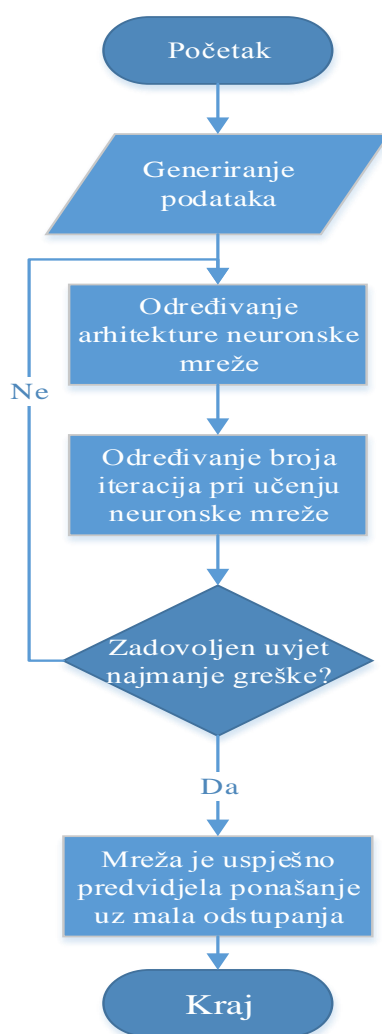 Početak
Generiranje
podataka
Određivanje
arhitekture neuronske
mreže
Ne
Određivanje broja
iteracija pri učenju
neuronske mreže
Zadovoljen uvjet
najmanje greške?
Da
Mreža je uspješno
predvidjela ponašanje
uz mala odstupanja
Kraj